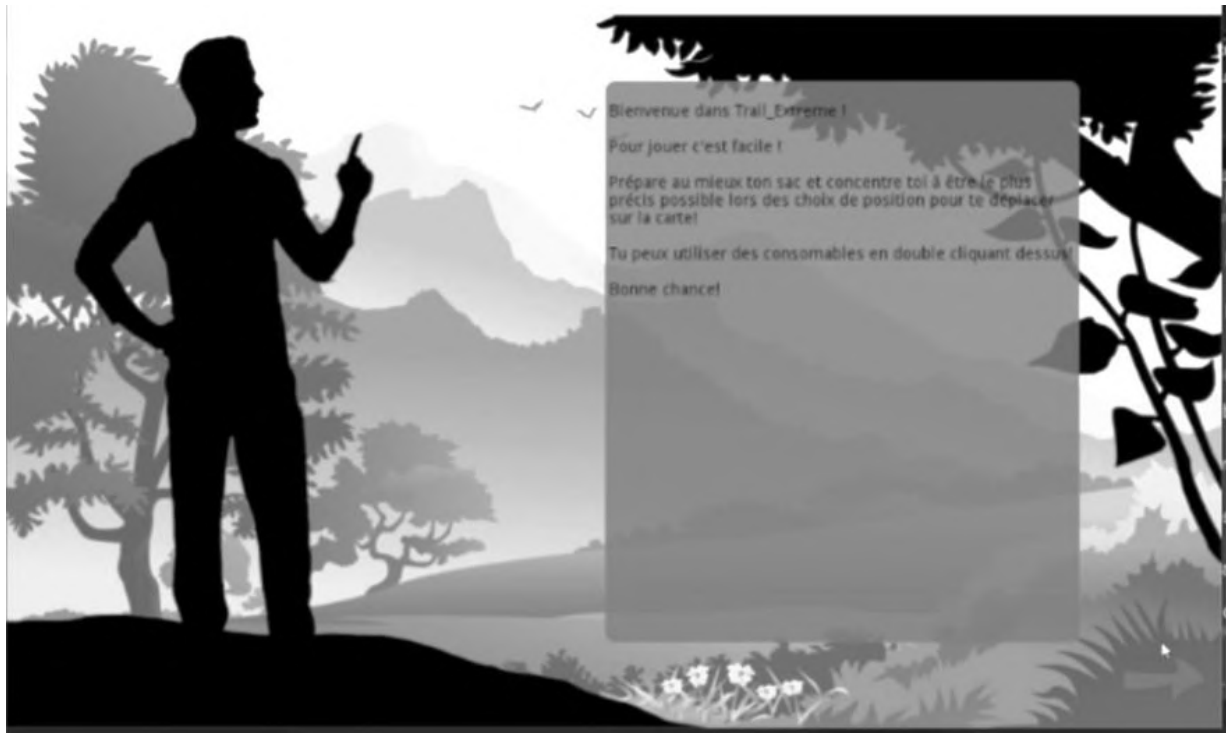 Bienvenue dans Trail_Extreme !
Pour jouer c'est facile !
Prépare au mieux ton sac et concentre toi à être le plus
précis possible lors des choix de position pour te déplacer
sur la carte!
Tu peux utiliser des consomables en double cliquant dessus!
Bonne chance!